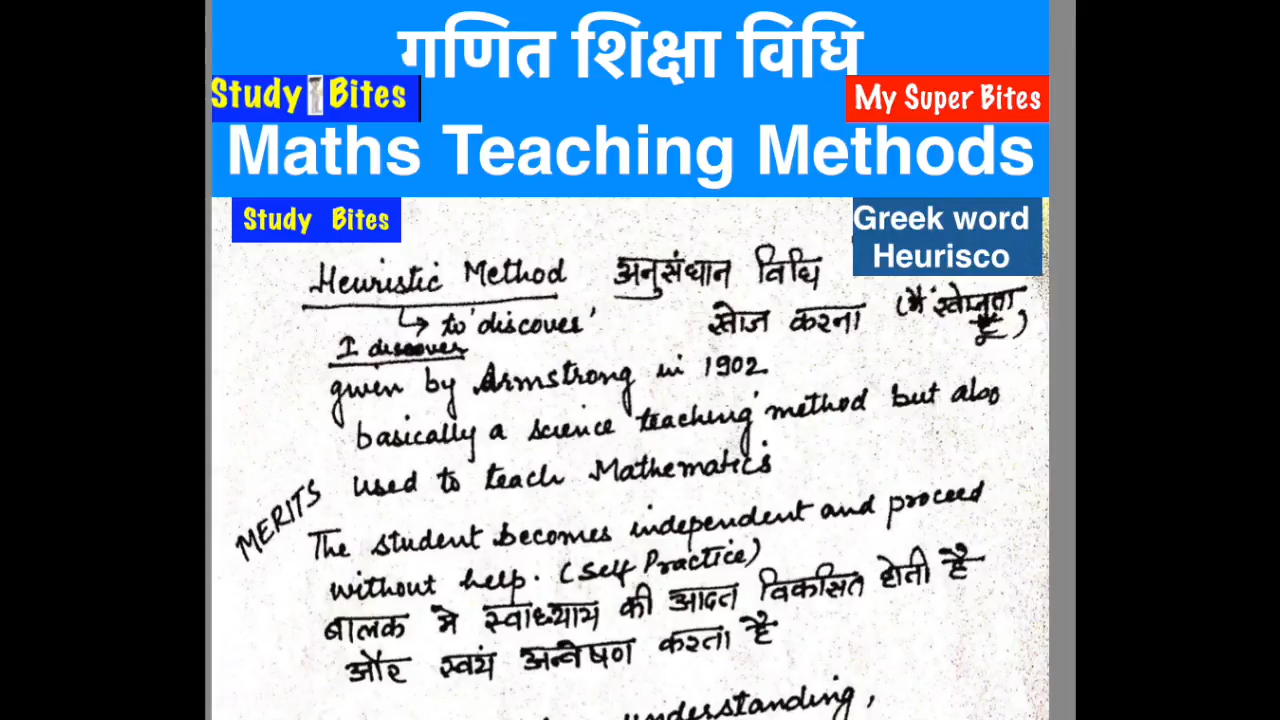 गणित शिक्षा विधि
Study Bites
My Super Bites
Maths Teaching Methods
Study Bites
Greek word
Heurisco
Heuristic Method अनुसंधान विधि
→ to 'discover' खोज करना (मैं खोजता हूँ)
I discover
given by Armstrong in 1902
basically a science teaching method but also
used to teach Mathematics
MERITS
The student becomes independent and proceed
without help. (Self Practice)
बालक मे स्वाध्याय की आदत विकसित होती है
और स्वयं अन्वेषण करता है
understanding,